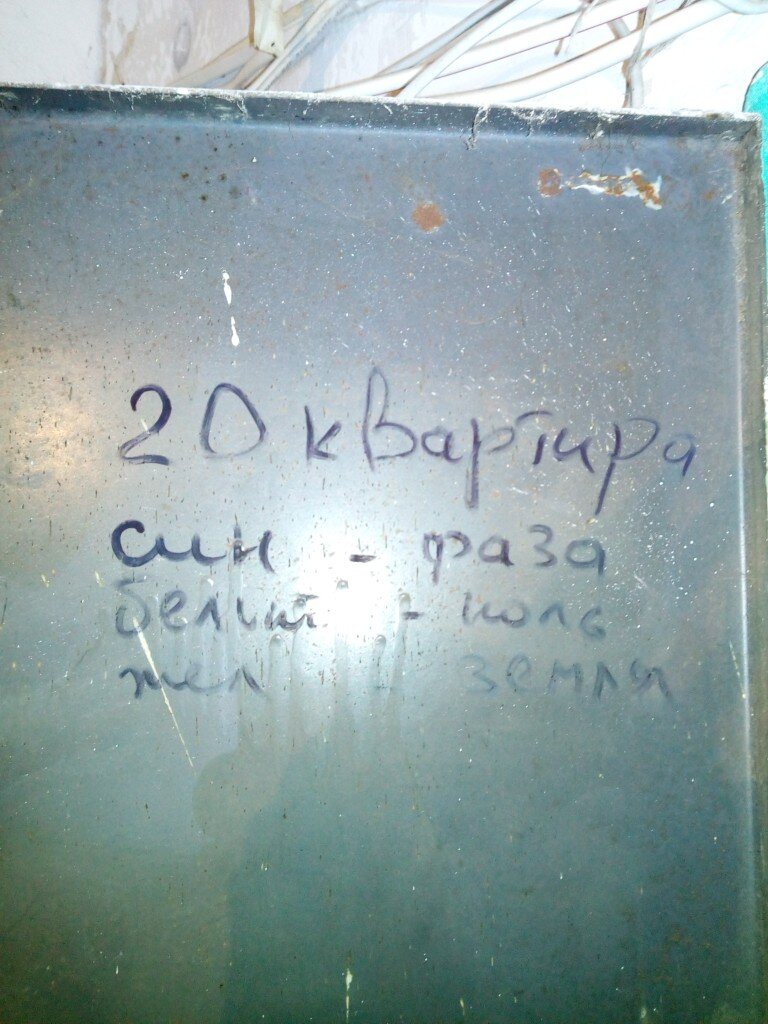 20 квартира
син - фаза
белый - ноль
жел - земля